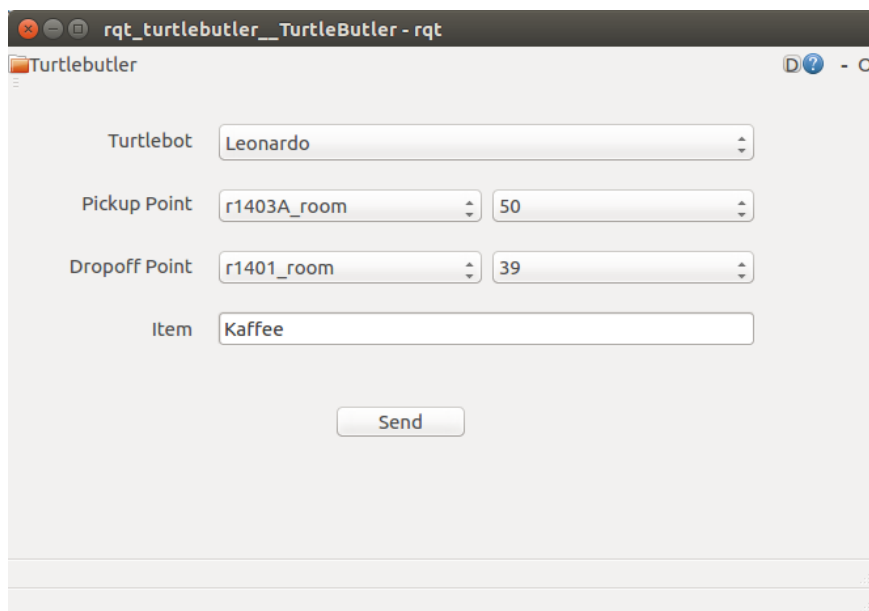 rqt_turtlebutler__TurtleButler - rqt
Turtlebutler D ? - O
Turtlebot Leonardo
Pickup Point r1403A_room 50
Dropoff Point r1401_room 39
Item Kaffee
Send